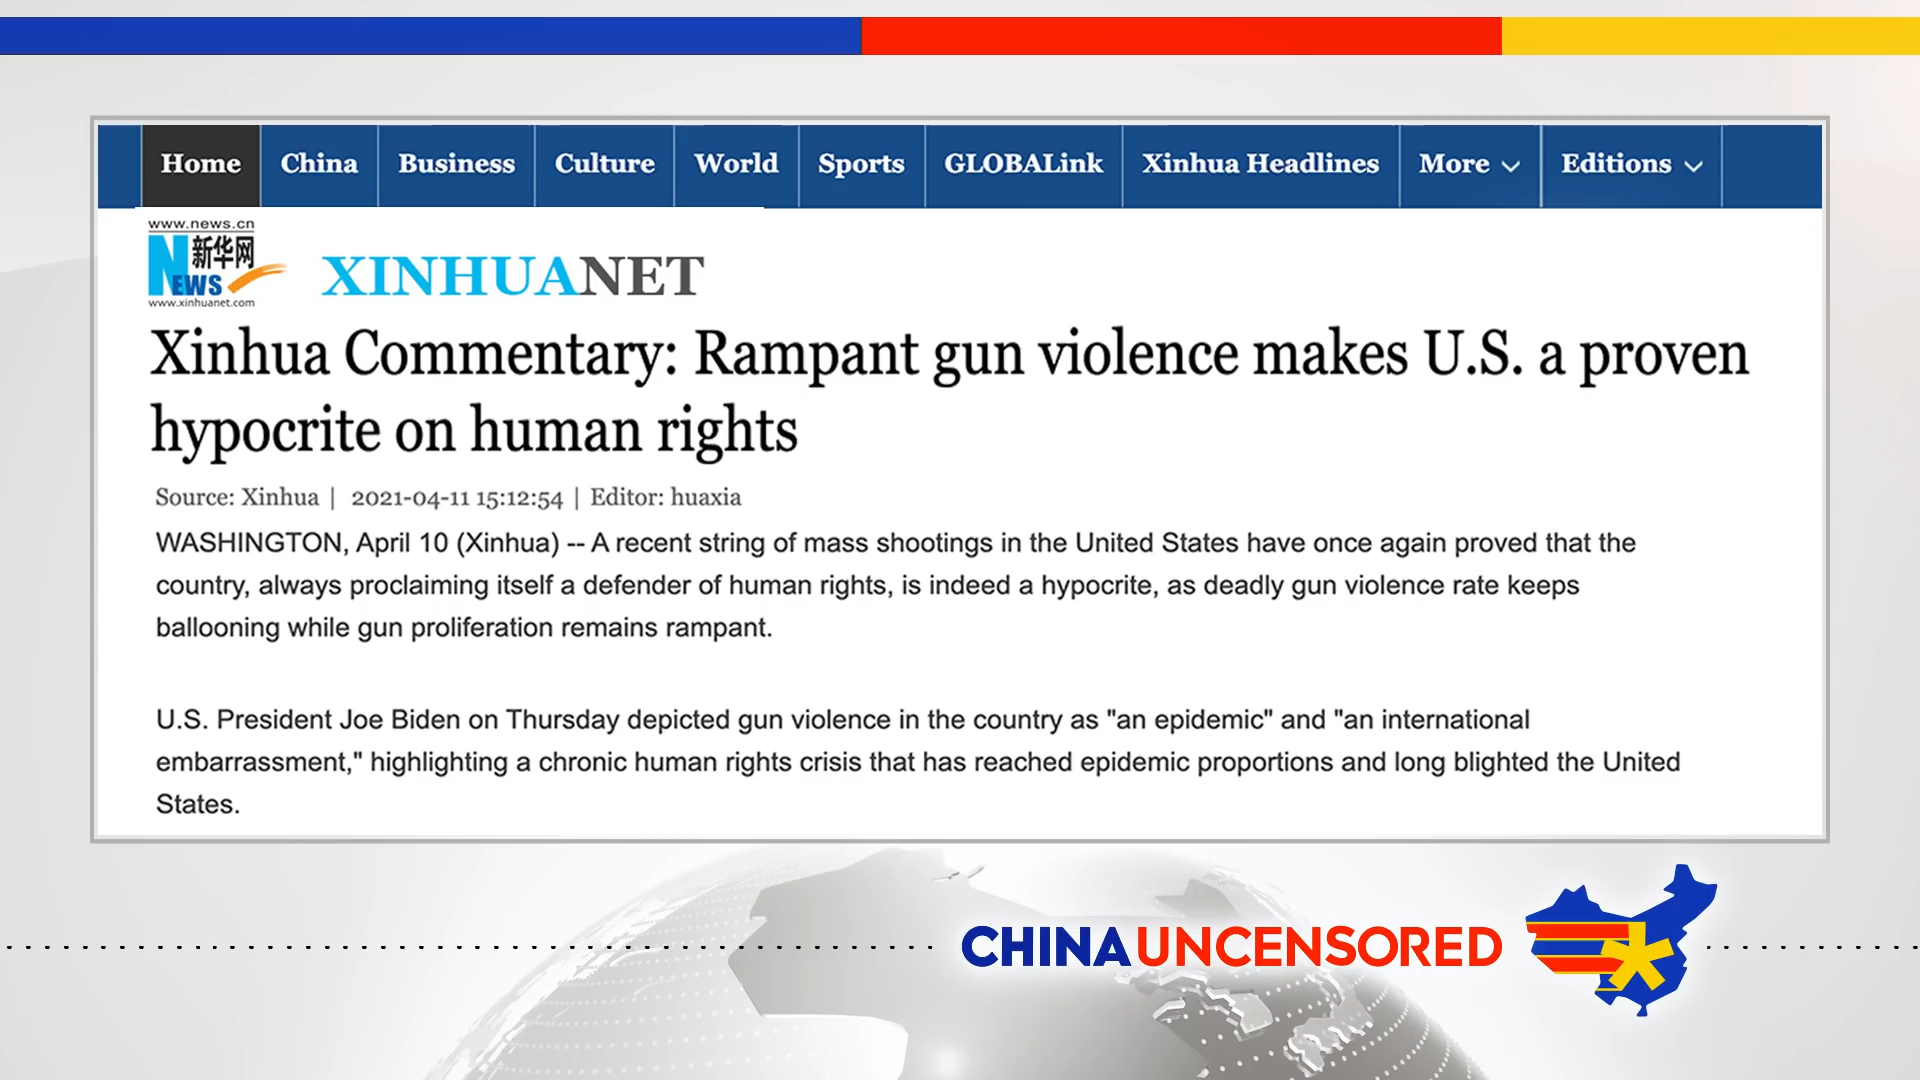 Home China Business Culture World Sports GLOBALink Xinhua Headlines More Editions
www.news.cn
新华网
NEWS
www.xinhuanet.com
XINHUANET
Xinhua Commentary: Rampant gun violence makes U.S. a proven
hypocrite on human rights
Source: Xinhua | 2021-04-11 15:12:54 | Editor: huaxia
WASHINGTON, April 10 (Xinhua) -- A recent string of mass shootings in the United States have once again proved that the
country, always proclaiming itself a defender of human rights, is indeed a hypocrite, as deadly gun violence rate keeps
ballooning while gun proliferation remains rampant.
U.S. President Joe Biden on Thursday depicted gun violence in the country as "an epidemic" and "an international
embarrassment," highlighting a chronic human rights crisis that has reached epidemic proportions and long blighted the United
States.
CHINAUNCENSORED